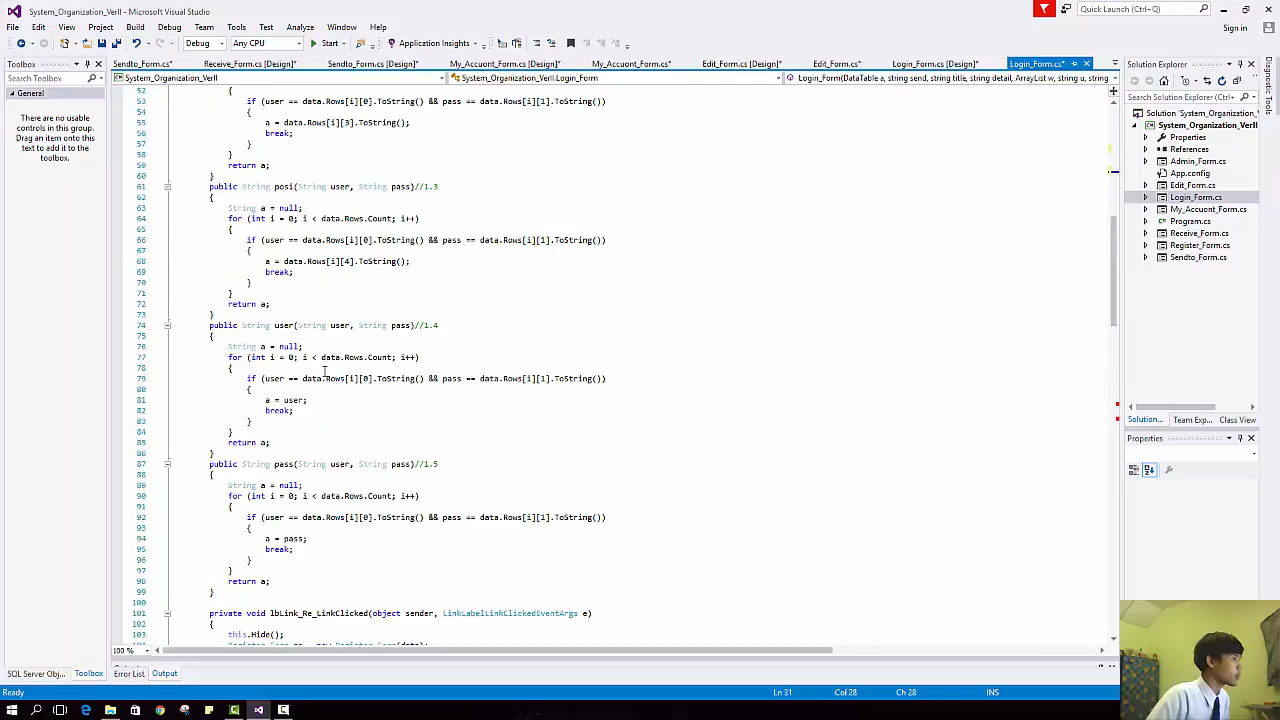 System_Organization_VerII - Microsoft Visual Studio
Quick Launch (Ctrl+Q)
File Edit View Project Build Debug Team Tools Test Analyze Window Help
Sign in
Debug Any CPU Start Application Insights
Toolbox
Sendto_Form.cs* Receive_Form.cs [Design]* Sendto_Form.cs [Design]* My_Accuont_Form.cs [Design]* My_Accuont_Form.cs* Edit_Form.cs [Design]* Edit_Form.cs* Login_Form.cs [Design]* Login_Form.cs*
Solution Explorer
Search Toolbox
System_Organization_VerII System_Organization_VerII.Login_Form Login_Form(DataTable a, string send, string title, string detail, ArrayList w, string u, string
General
There are no usable
controls in this group.
Drag an item onto this
text to add it to the
toolbox.
52 {
53 if (user == data.Rows[i][0].ToString() && pass == data.Rows[i][1].ToString())
54 {
55 a = data.Rows[i][3].ToString();
56 break;
57 }
58 }
59 return a;
60 }
61 public String posi(String user, String pass)//1.3
62 {
63 String a = null;
64 for (int i = 0; i < data.Rows.Count; i++)
65 {
66 if (user == data.Rows[i][0].ToString() && pass == data.Rows[i][1].ToString())
67 {
68 a = data.Rows[i][4].ToString();
69 break;
70 }
71 }
72 return a;
73 }
74 public String user(String user, String pass)//1.4
75 {
76 String a = null;
77 for (int i = 0; i < data.Rows.Count; i++)
78 {
79 if (user == data.Rows[i][0].ToString() && pass == data.Rows[i][1].ToString())
80 {
81 a = user;
82 break;
83 }
84 }
85 return a;
86 }
87 public String pass(String user, String pass)//1.5
88 {
89 String a = null;
90 for (int i = 0; i < data.Rows.Count; i++)
91 {
92 if (user == data.Rows[i][0].ToString() && pass == data.Rows[i][1].ToString())
93 {
94 a = pass;
95 break;
96 }
97 }
98 return a;
99 }
100
101 private void lbLink_Re_LinkClicked(object sender, LinkLabelLinkClickedEventArgs e)
102 {
103 this.Hide();
Search Solution Explorer (Ctrl+
Solution 'System_Organization_
System_Organization_VerII
Properties
References
Admin_Form.cs
App.config
Edit_Form.cs
Login_Form.cs
My_Accuont_Form.cs
Program.cs
Receive_Form.cs
Register_Form.cs
Sendto_Form.cs
Solution... Team Exp... Class View
Properties
Diagnostic Tools
100 %
SQL Server Obj... Toolbox Error List Output
Ready Ln 31 Col 28 Ch 28 INS